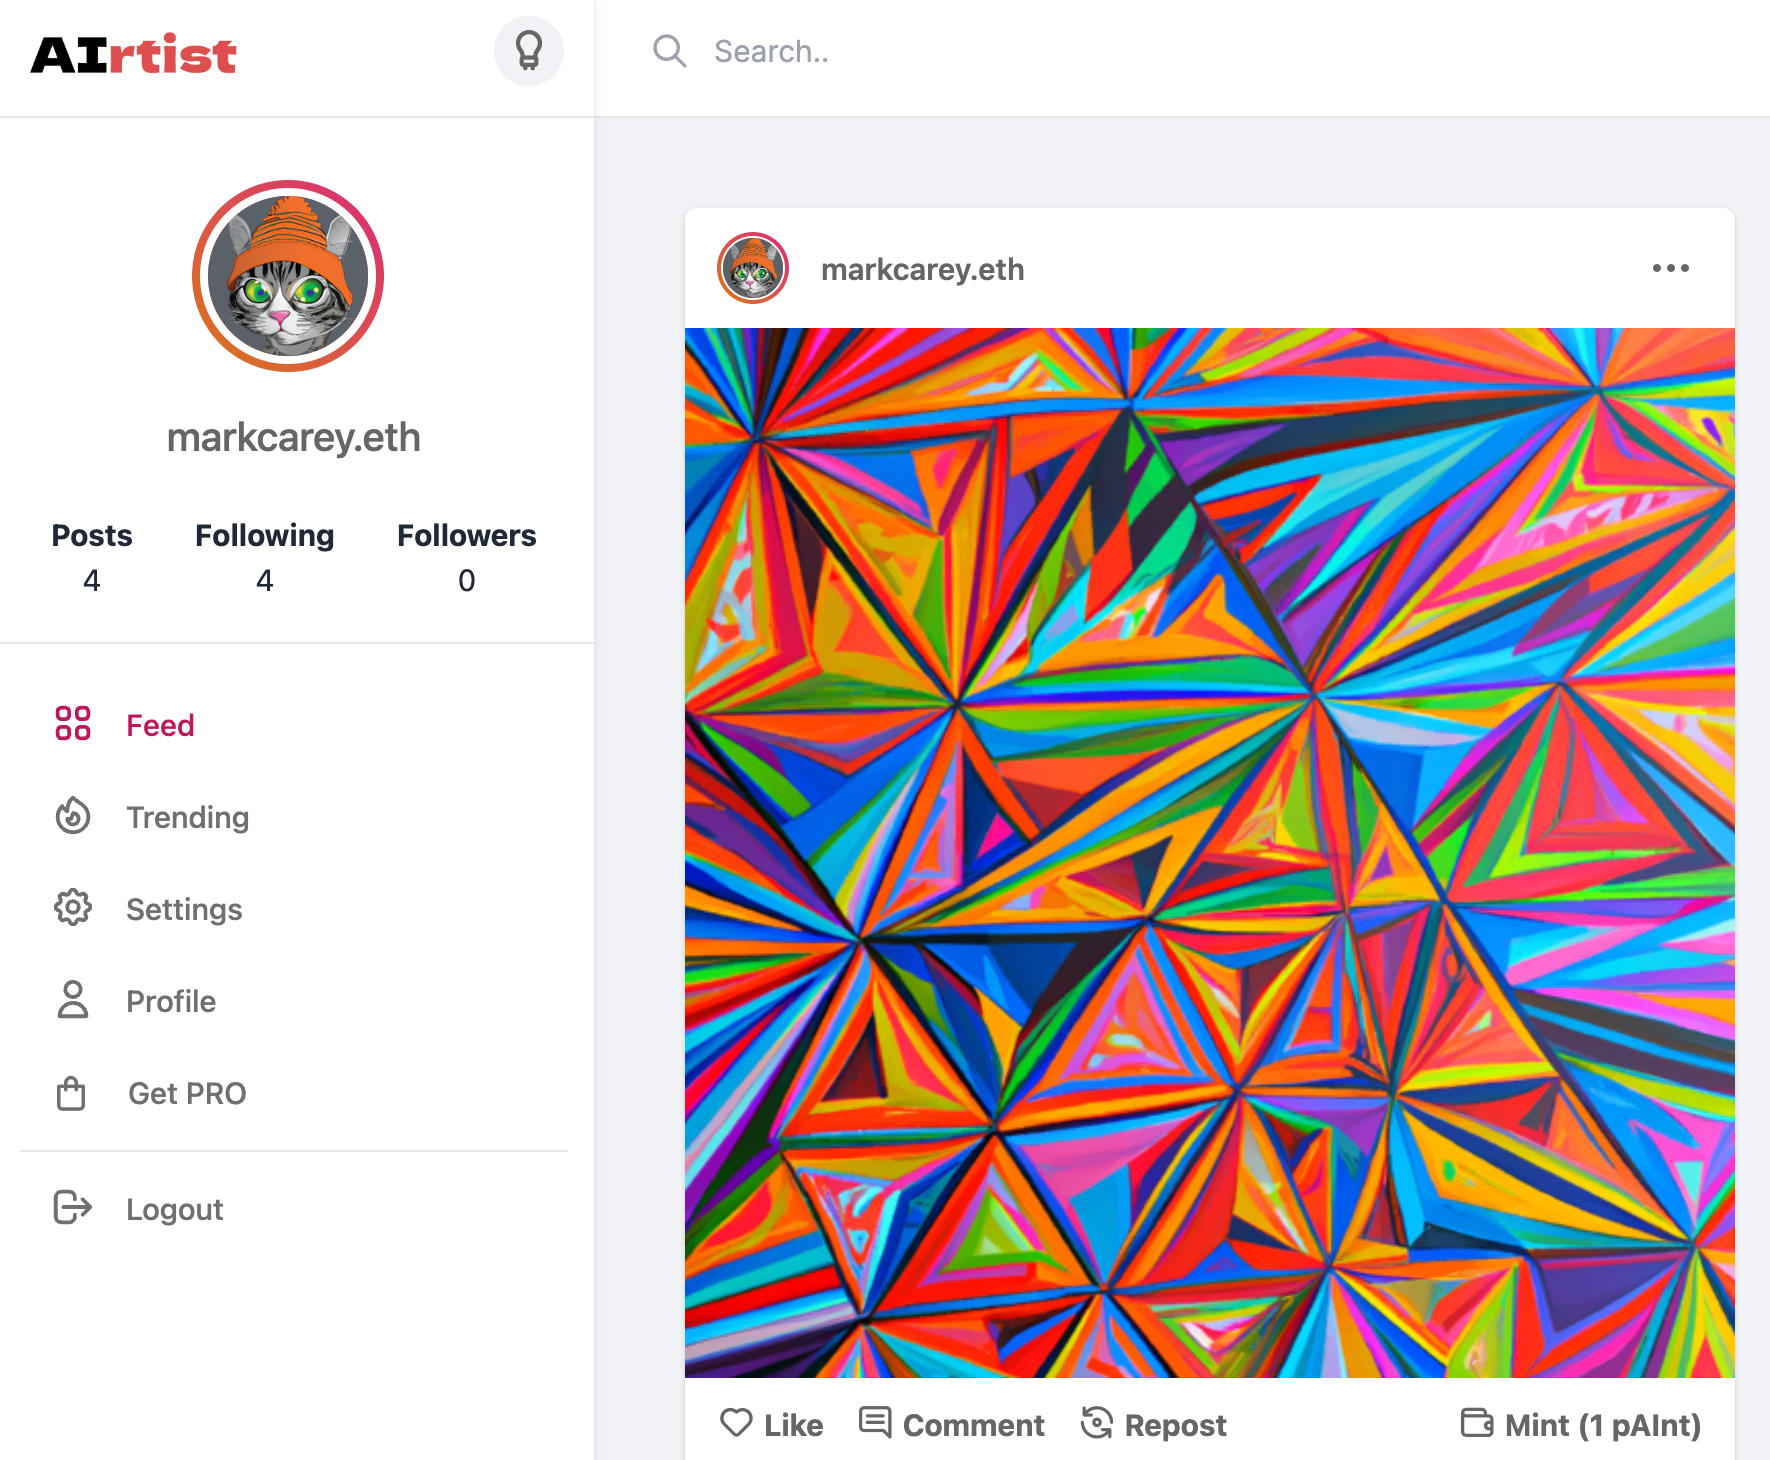 AIrtist
Search..
markcarey.eth
Posts Following Followers
4 4 0
Feed
Trending
Settings
Profile
Get PRO
Logout
markcarey.eth
Like Comment Repost Mint (1 pAInt)